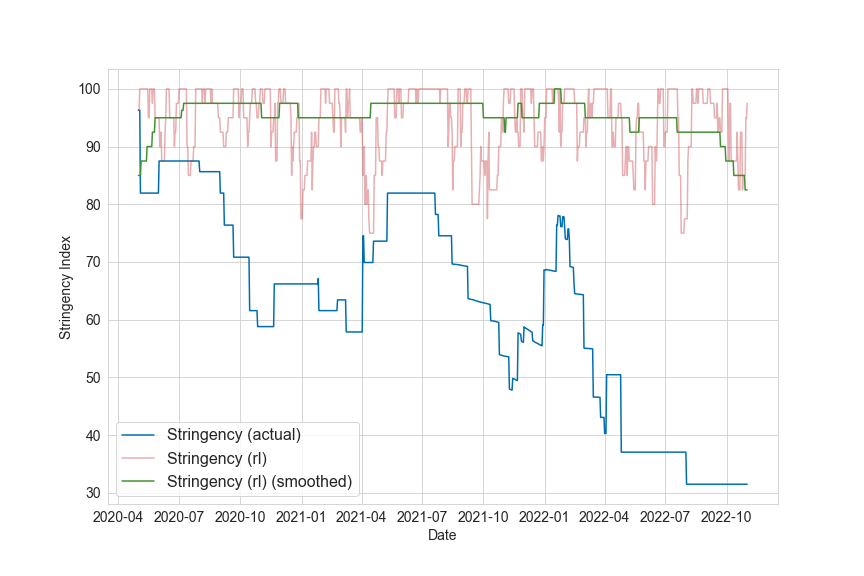 100
90
80
70
60
50
40
30
Stringency Index
Stringency (actual)
Stringency (rl)
Stringency (rl) (smoothed)
2020-04 2020-07 2020-10 2021-01 2021-04 2021-07 2021-10 2022-01 2022-04 2022-07 2022-10
Date